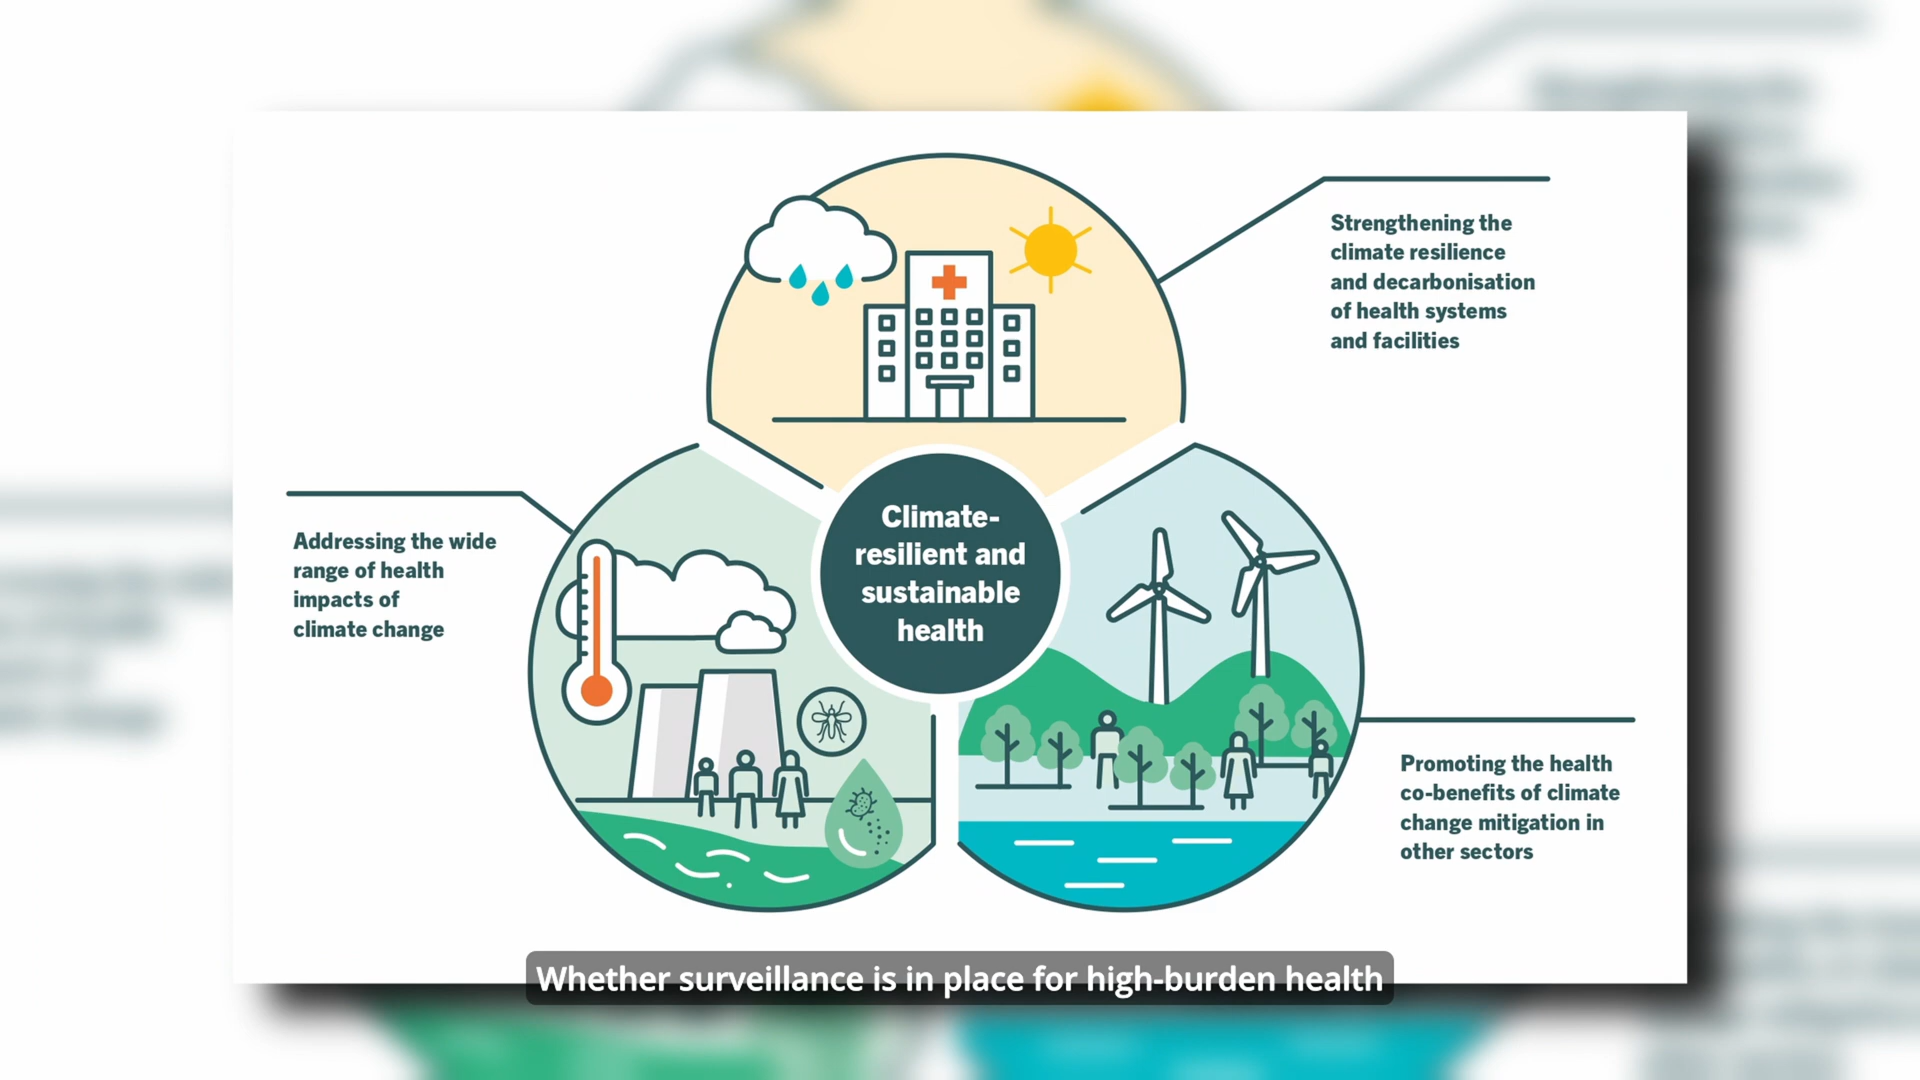 Strengthening the
climate resilience
and decarbonisation
of health systems
and facilities
Climate-
resilient and
sustainable
health
Addressing the wide
range of health
impacts of
climate change
Promoting the health
co-benefits of climate
change mitigation in
other sectors
Whether surveillance is in place for high-burden health